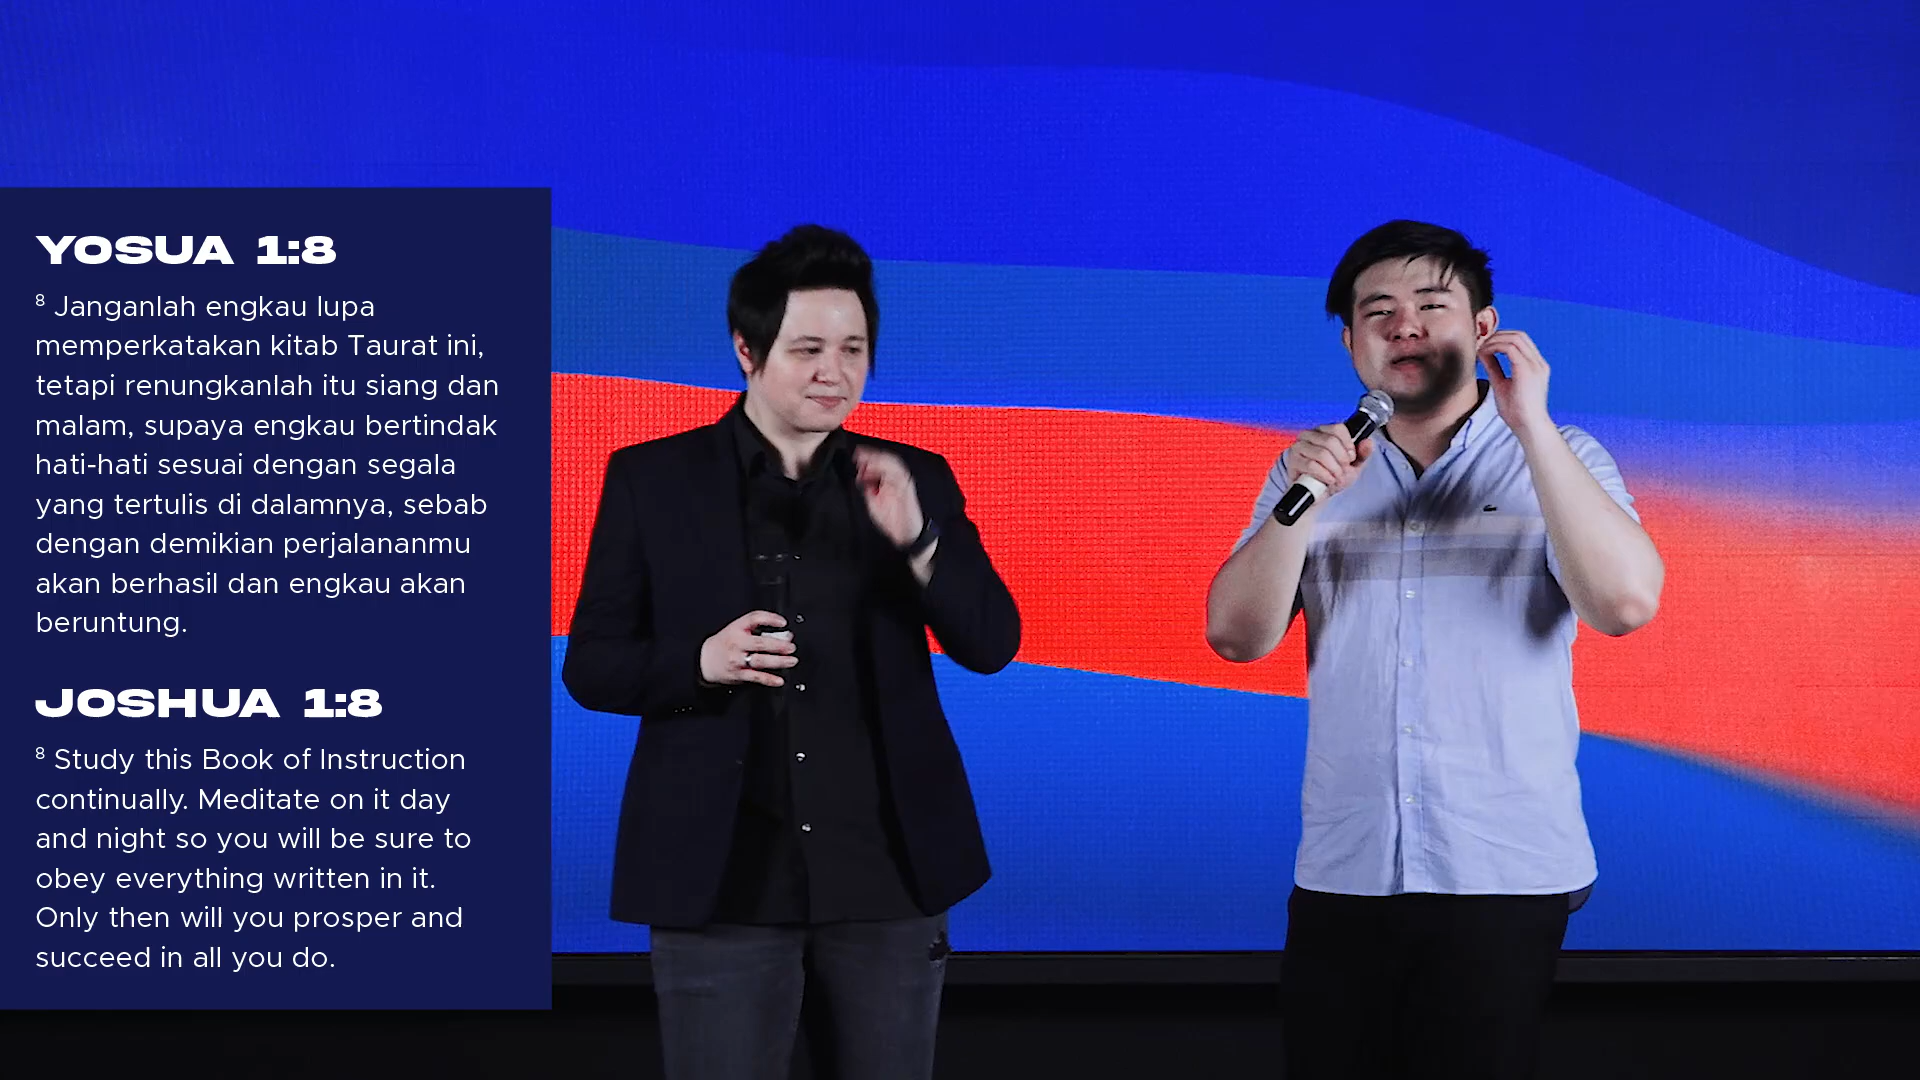 YOSUA 1:8
⁸ Janganlah engkau lupa
memperkatakan kitab Taurat ini,
tetapi renungkanlah itu siang dan
malam, supaya engkau bertindak
hati-hati sesuai dengan segala
yang tertulis di dalamnya, sebab
dengan demikian perjalananmu
akan berhasil dan engkau akan
beruntung.
JOSHUA 1:8
⁸ Study this Book of Instruction
continually. Meditate on it day
and night so you will be sure to
obey everything written in it.
Only then will you prosper and
succeed in all you do.